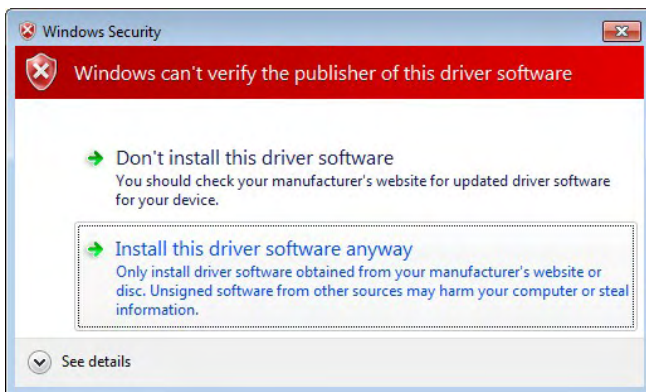 Windows Security
Windows can't verify the publisher of this driver software
Don't install this driver software
You should check your manufacturer's website for updated driver software
for your device.
Install this driver software anyway
Only install driver software obtained from your manufacturer's website or
disc. Unsigned software from other sources may harm your computer or steal
information.
See details